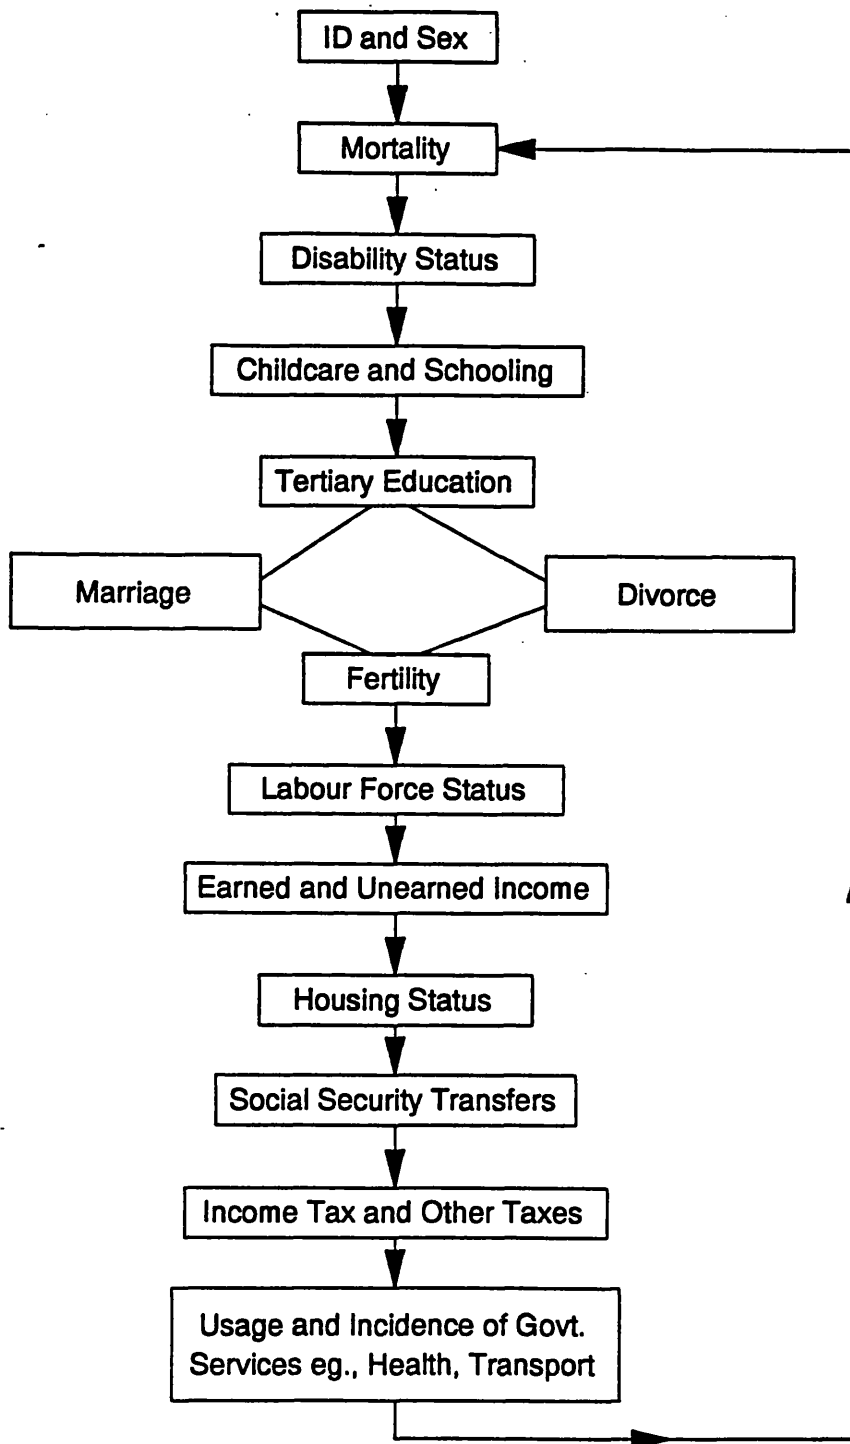 ID and Sex
Mortality
Disability Status
Childcare and Schooling
Tertiary Education
Marriage
Divorce
Fertility
Labour Force Status
Earned and Unearned Income
Housing Status
Social Security Transfers
Income Tax and Other Taxes
Usage and Incidence of Govt.
Services eg., Health, Transport